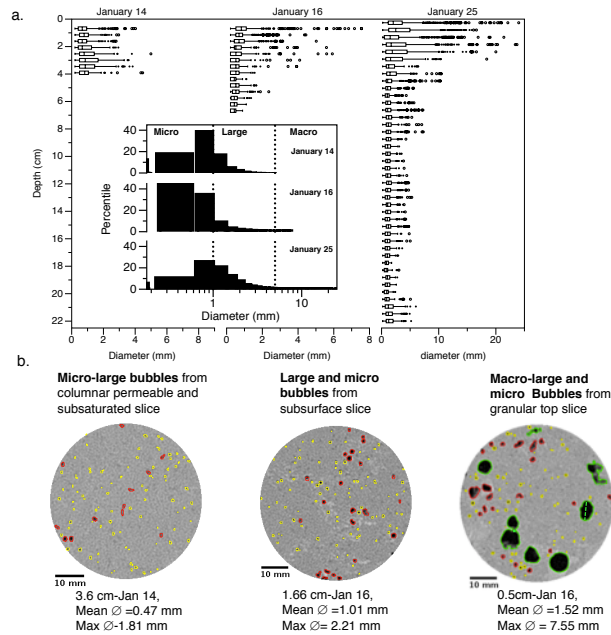 a.
January 14
January 16
January 25
0
2
4
6
8
10
12
14
16
18
20
22
Depth (cm)
0 2 4 6 8
0 2 4 6 8
0 10 20
Diameter (mm)
Diameter (mm)
diameter (mm)
Micro Large Macro
40
20
0
January 14
40
20
0
January 16
40
20
0
January 25
Percentile
1 10
Diameter (mm)
b.
Micro-large bubbles from
columnar permeable and
subsaturated slice
Large and micro
bubbles from
subsurface slice
Macro-large and
micro Bubbles from
granular top slice
10 mm
10 mm
10 mm
3.6 cm-Jan 14,
Mean ∅ =0.47 mm
Max ∅-1.81 mm
1.66 cm-Jan 16,
Mean ∅ =1.01 mm
Max ∅= 2.21 mm
0.5cm-Jan 16,
Mean ∅ =1.52 mm
Max ∅ = 7.55 mm